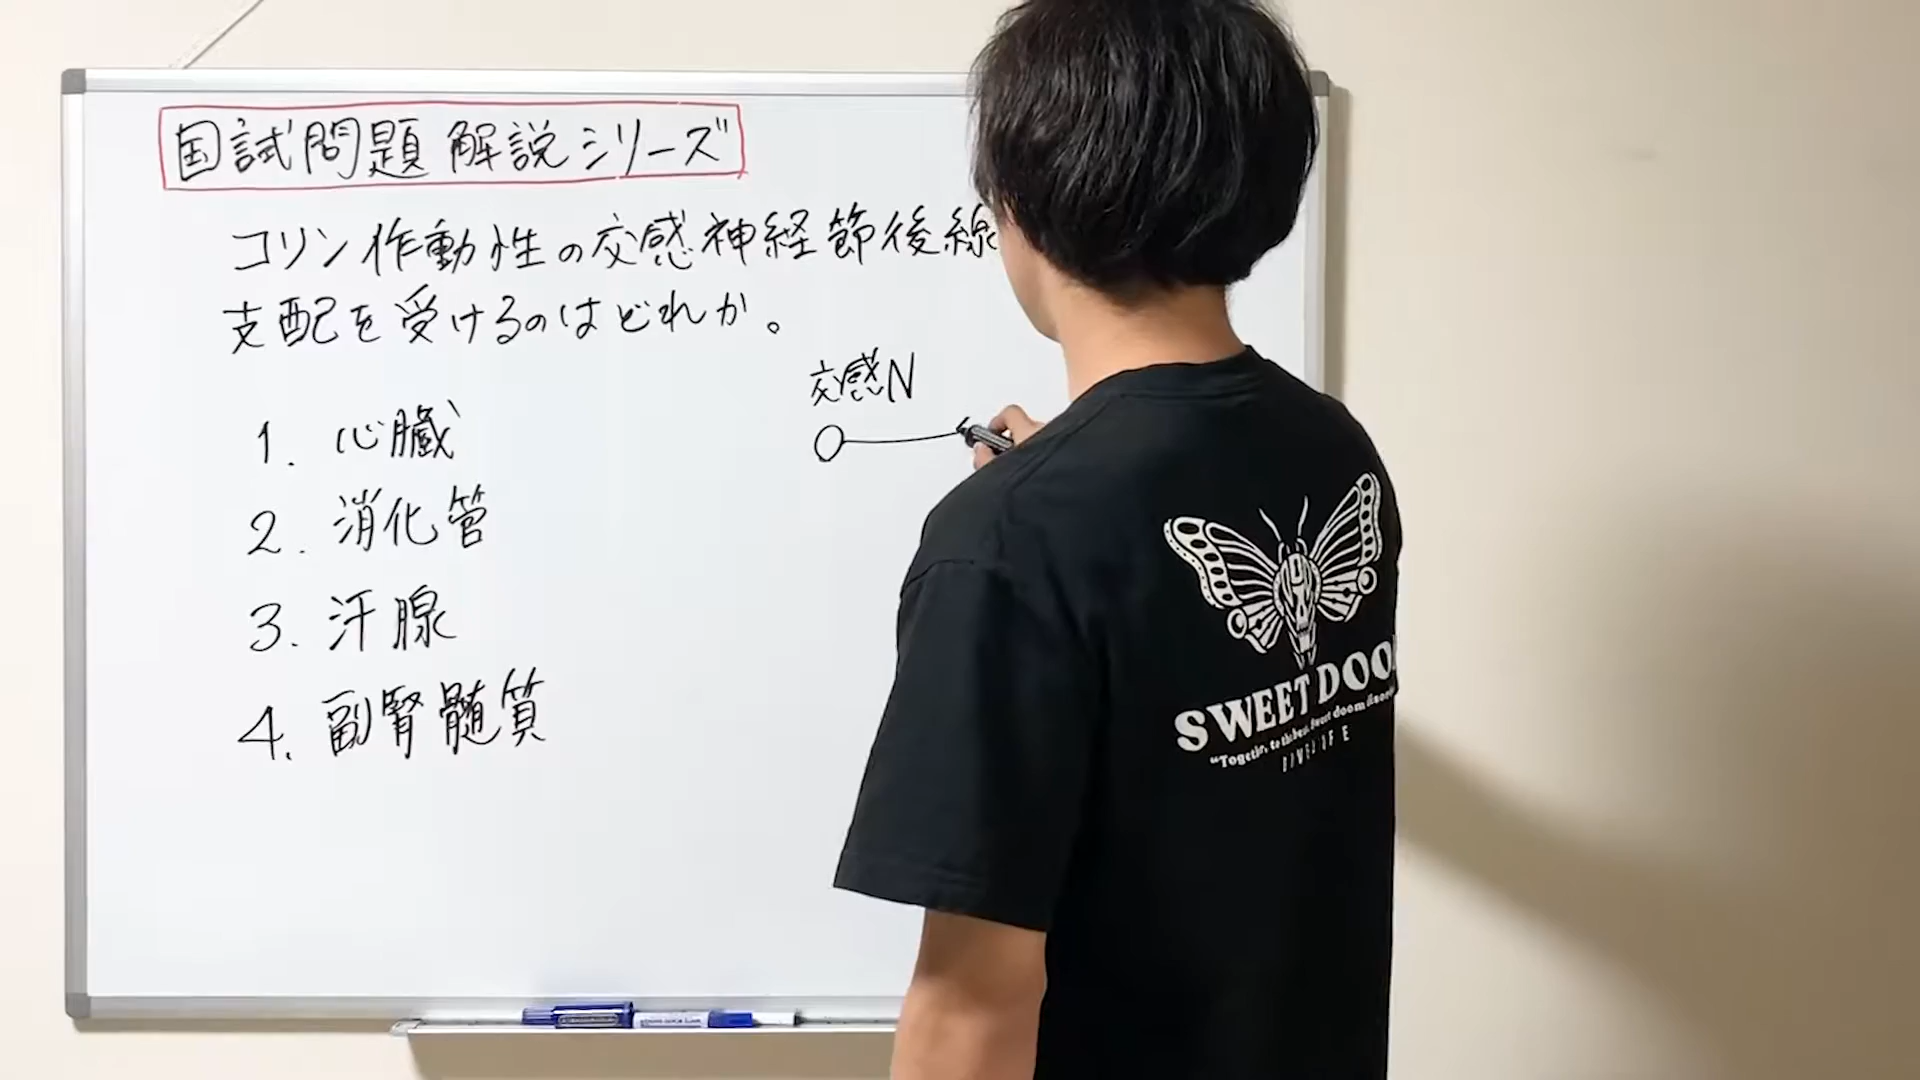 国試問題解説シリーズ
コリン作動性の交感神経節後線
支配を受けるのはどれか。
交感N
1. 心臓
2. 消化管
3. 汗腺
4. 副腎髄質
SWEET DOO
"Together,